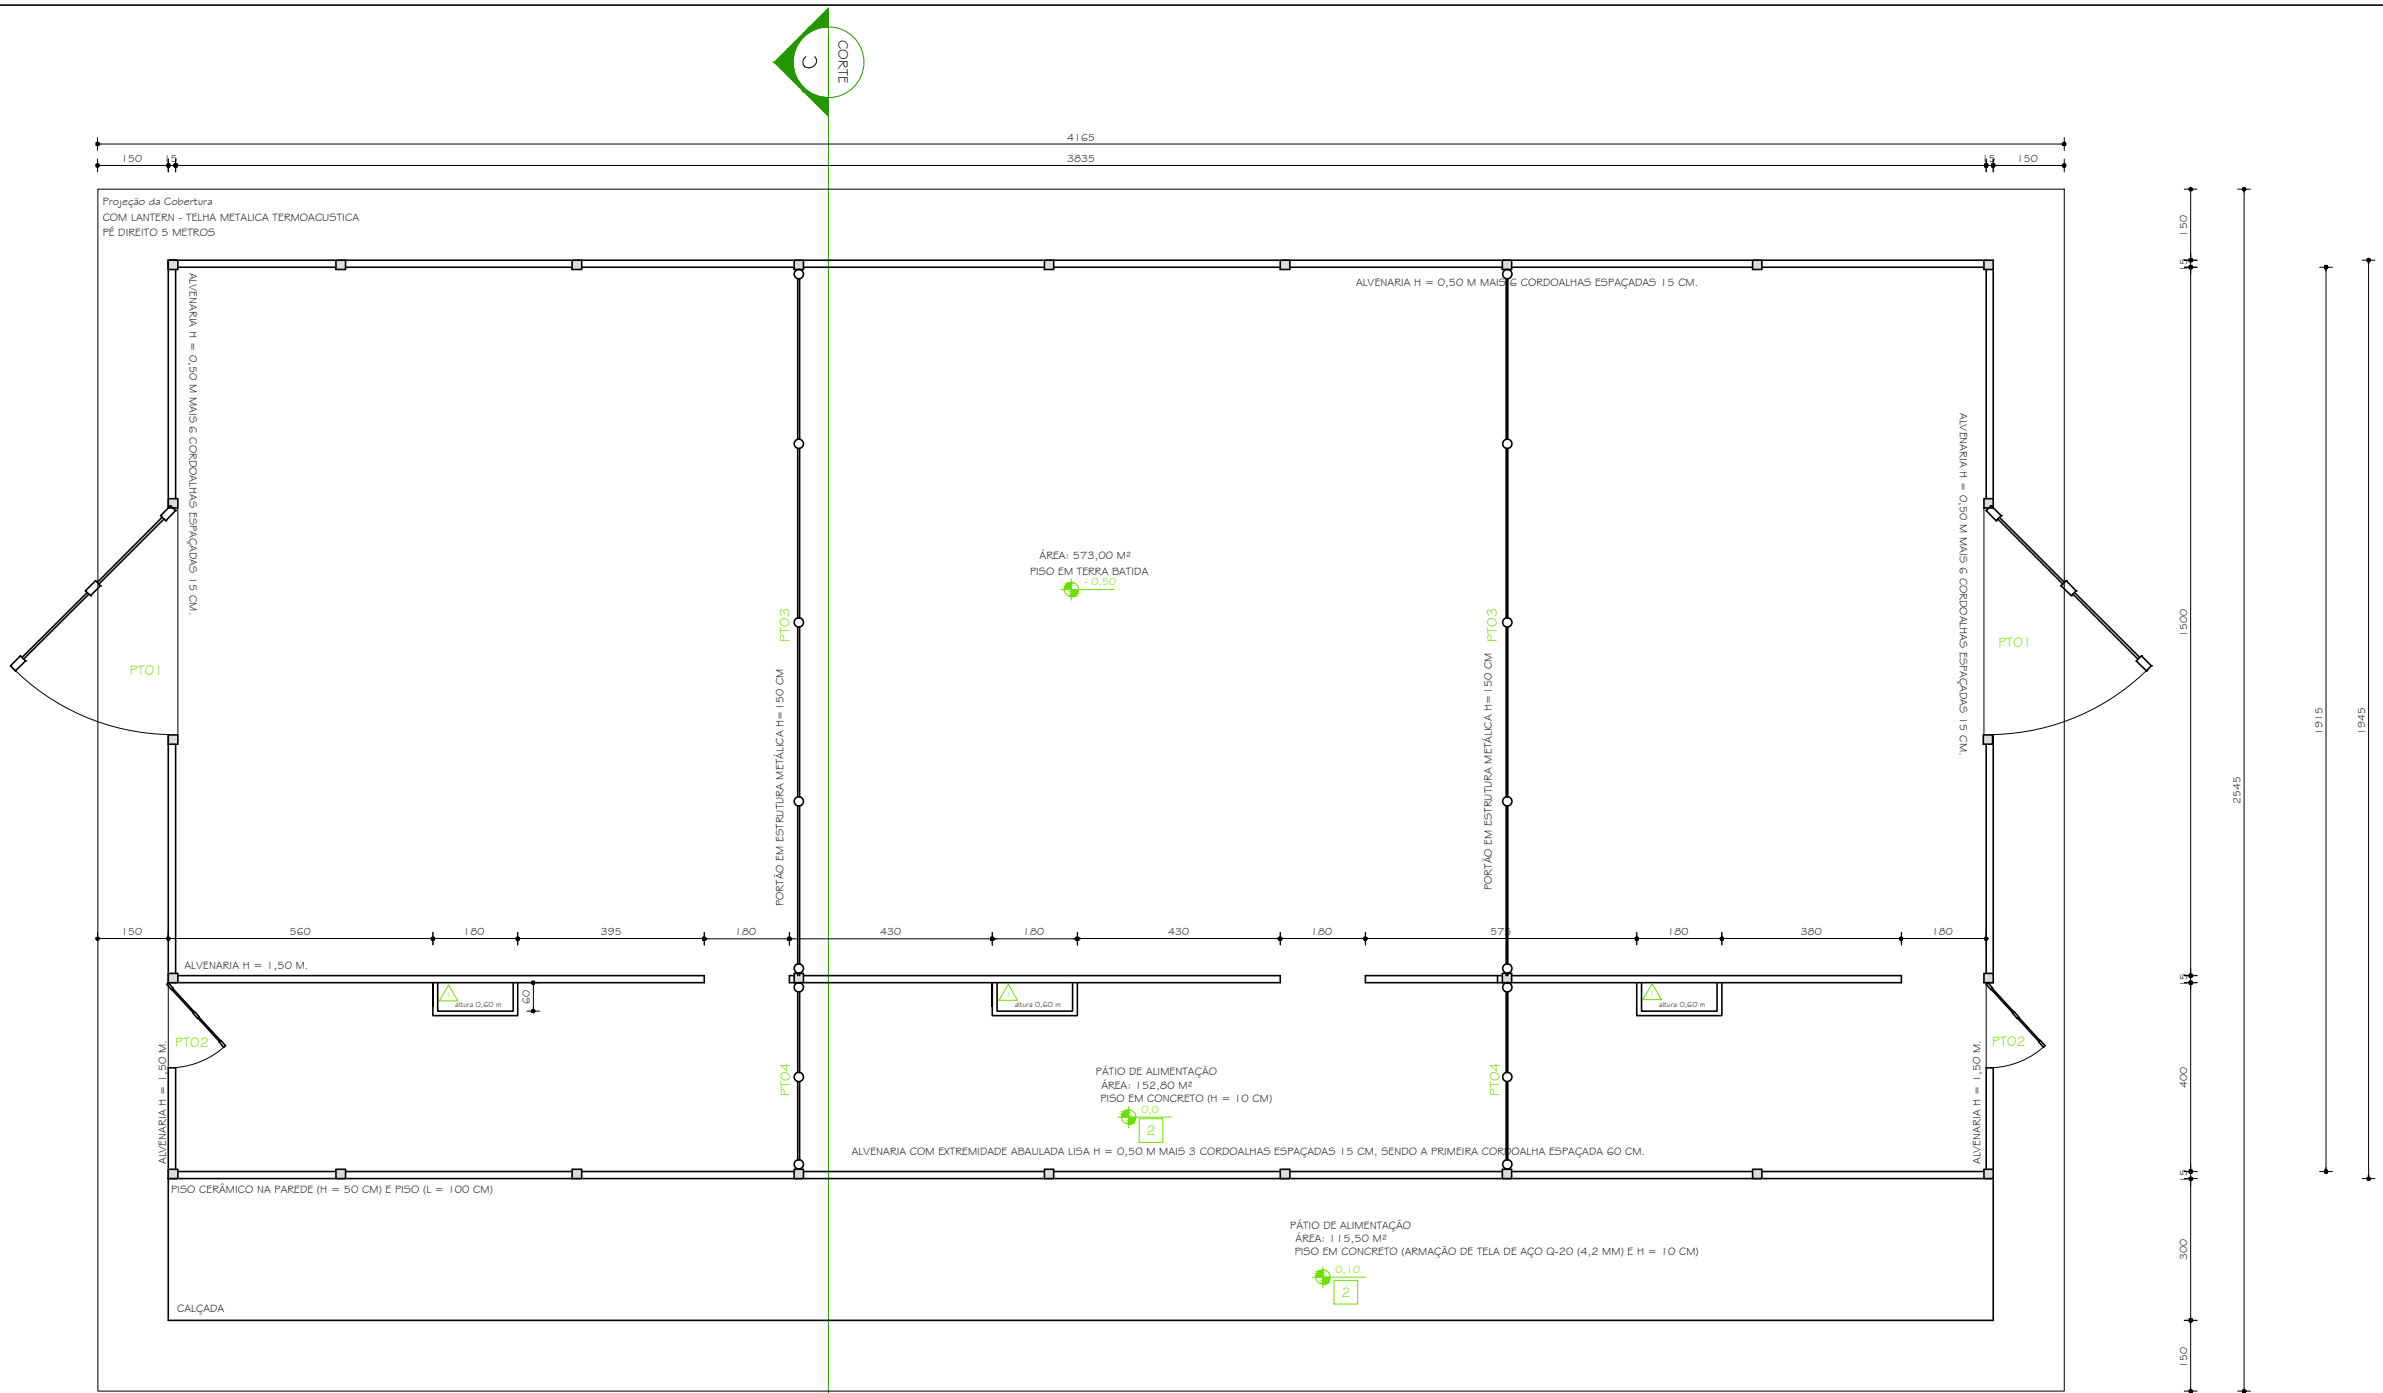 C
CORTE
4165
150
15
3835
15
150
Projeção da Cobertura
COM LANTERN - TELHA METALICA TERMOACUSTICA
PÉ DIREITO 5 METROS
ALVENARIA H = 0,50 M MAIS 6 CORDOALHAS ESPAÇADAS 15 CM.
ALVENARIA H = 0,50 M MAIS 6 CORDOALHAS ESPAÇADAS 15 CM.
ALVENARIA H = 0,50 M MAIS 6 CORDOALHAS ESPAÇADAS 15 CM.
150
15
1500
1915
1945
2545
ÁREA: 573,00 M²
PISO EM TERRA BATIDA
- 0,50
PT01
PT03
PORTÃO EM ESTRUTURA METÁLICA H= 150 CM
PT03
PORTÃO EM ESTRUTURA METÁLICA H= 150 CM
PT01
150
560
180
395
180
430
180
430
180
575
180
380
180
ALVENARIA H = 1,50 M.
15
altura 0,60 m
60
altura 0,60 m
altura 0,60 m
PT02
ALVENARIA H = 1,50 M.
PT04
PT04
PT02
ALVENARIA H = 1,50 M.
400
PÁTIO DE ALIMENTAÇÃO
ÁREA: 152,80 M²
PISO EM CONCRETO (H = 10 CM)
0,0
2
ALVENARIA COM EXTREMIDADE ABAULADA LISA H = 0,50 M MAIS 3 CORDOALHAS ESPAÇADAS 15 CM, SENDO A PRIMEIRA CORDOALHA ESPAÇADA 60 CM.
15
PISO CERÂMICO NA PAREDE (H = 50 CM) E PISO (L = 100 CM)
PÁTIO DE ALIMENTAÇÃO
ÁREA: 115,50 M²
PISO EM CONCRETO (ARMAÇÃO DE TELA DE AÇO Q-20 (4,2 MM) E H = 10 CM)
0,10
2
300
CALÇADA
150